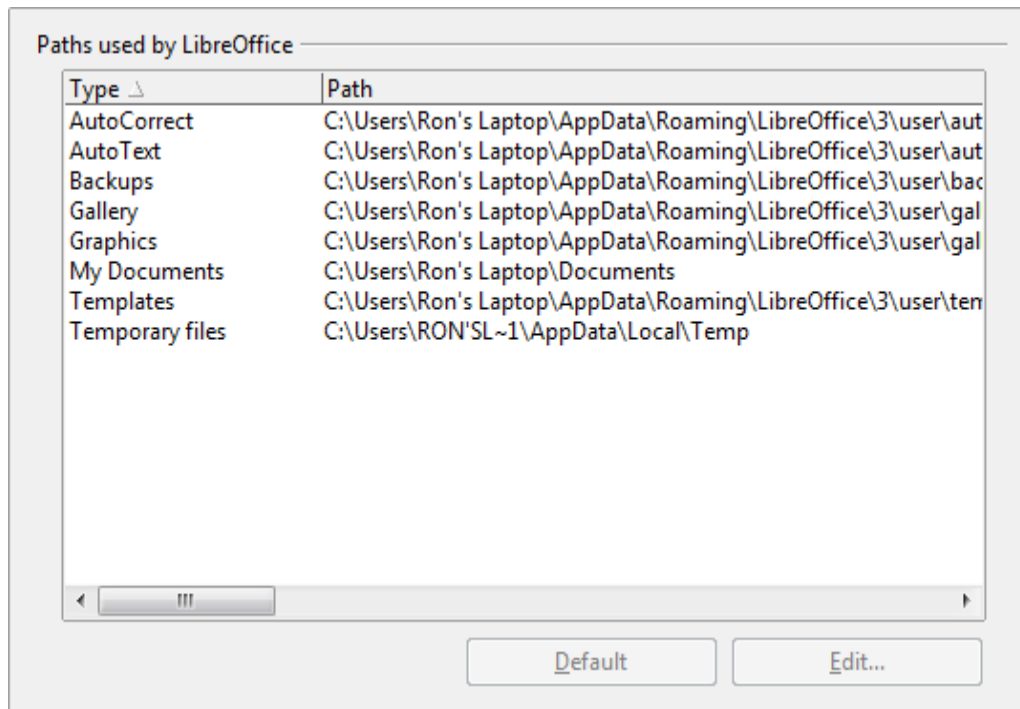 Paths used by LibreOffice
Type Path
AutoCorrect C:\Users\Ron's Laptop\AppData\Roaming\LibreOffice\3\user\aut
AutoText C:\Users\Ron's Laptop\AppData\Roaming\LibreOffice\3\user\aut
Backups C:\Users\Ron's Laptop\AppData\Roaming\LibreOffice\3\user\bac
Gallery C:\Users\Ron's Laptop\AppData\Roaming\LibreOffice\3\user\gal
Graphics C:\Users\Ron's Laptop\AppData\Roaming\LibreOffice\3\user\gal
My Documents C:\Users\Ron's Laptop\Documents
Templates C:\Users\Ron's Laptop\AppData\Roaming\LibreOffice\3\user\tem
Temporary files C:\Users\RON'SL~1\AppData\Local\Temp
Default Edit...